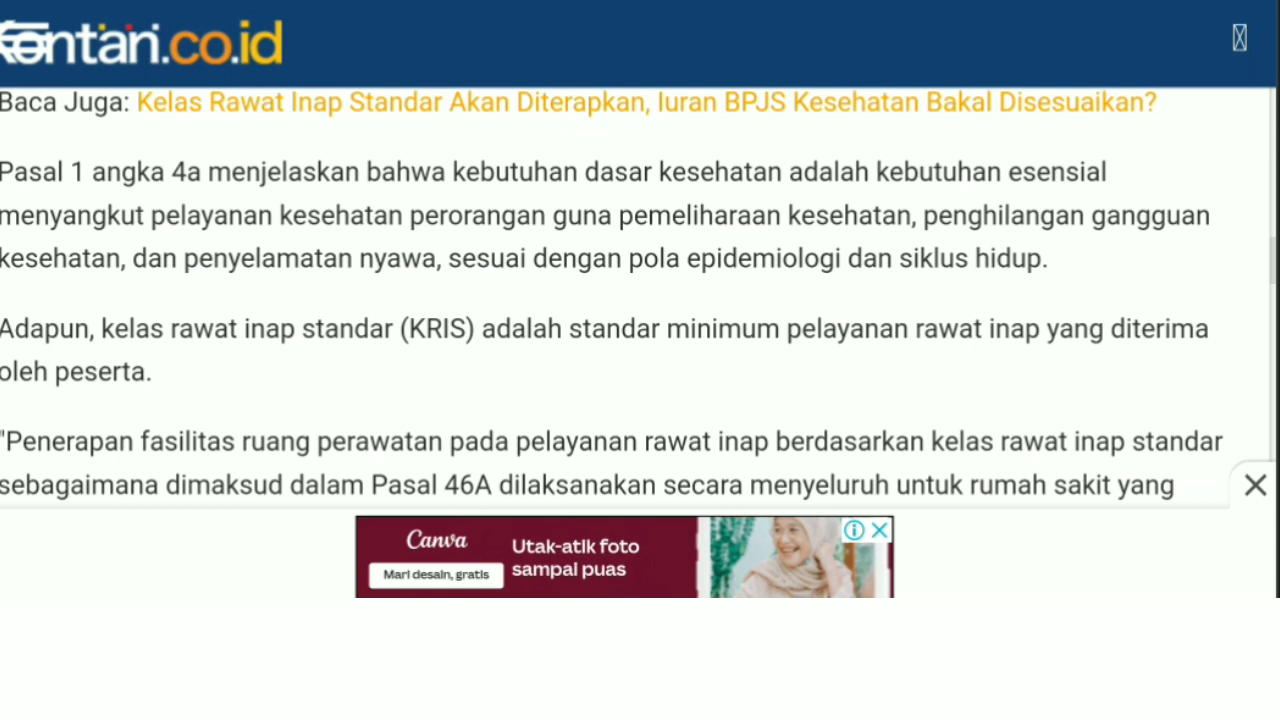 kontan.co.id
Baca Juga: Kelas Rawat Inap Standar Akan Diterapkan, Iuran BPJS Kesehatan Bakal Disesuaikan?
Pasal 1 angka 4a menjelaskan bahwa kebutuhan dasar kesehatan adalah kebutuhan esensial
menyangkut pelayanan kesehatan perorangan guna pemeliharaan kesehatan, penghilangan gangguan
kesehatan, dan penyelamatan nyawa, sesuai dengan pola epidemiologi dan siklus hidup.
Adapun, kelas rawat inap standar (KRIS) adalah standar minimum pelayanan rawat inap yang diterima
oleh peserta.
"Penerapan fasilitas ruang perawatan pada pelayanan rawat inap berdasarkan kelas rawat inap standar
sebagaimana dimaksud dalam Pasal 46A dilaksanakan secara menyeluruh untuk rumah sakit yang
Canva
Mari desain, gratis
Utak-atik foto
sampai puas